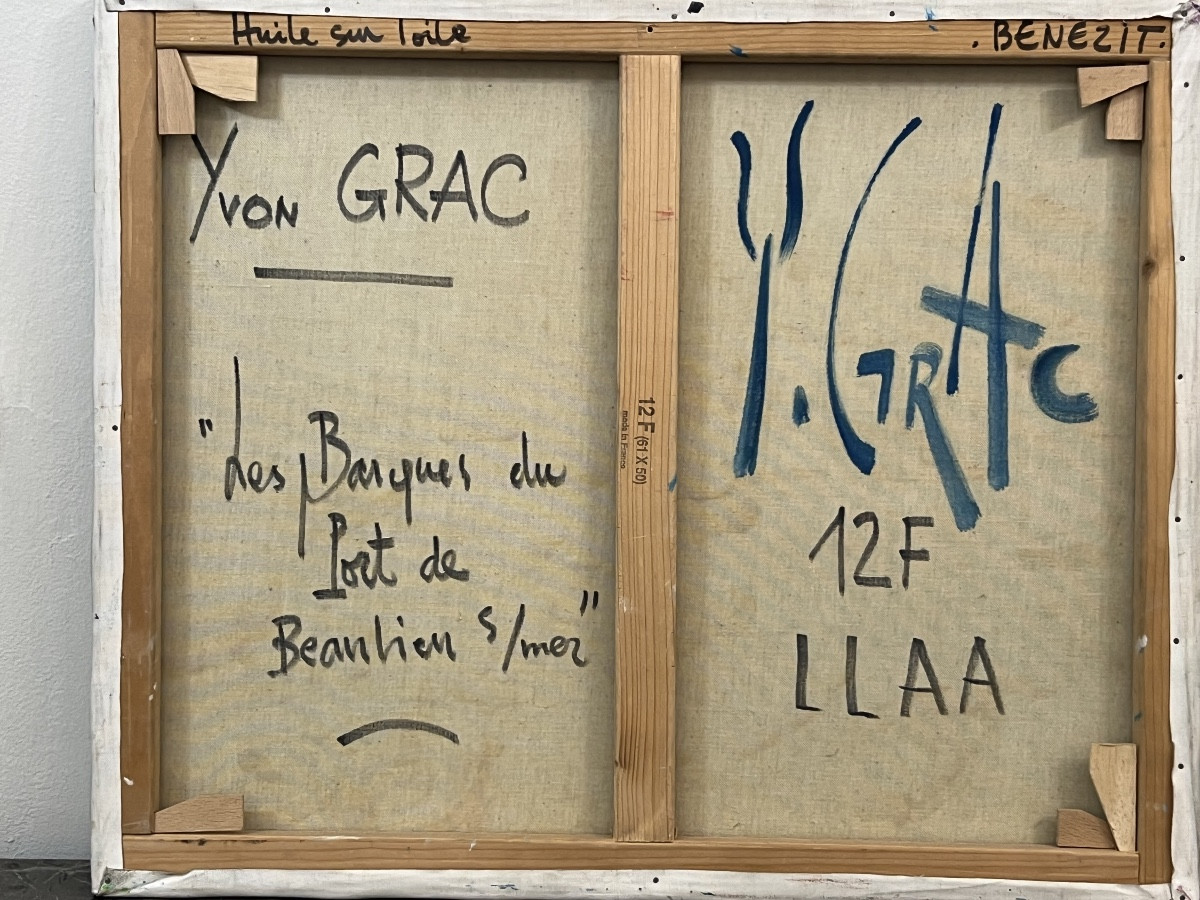 Huile sur Toile
. BENEZIT.
Yvon GRAC
"Les Barques du
Port de
Beaulieu s/mer"
Y. GRAC
12F
LLAA
12 F (61 X 50)
made in France